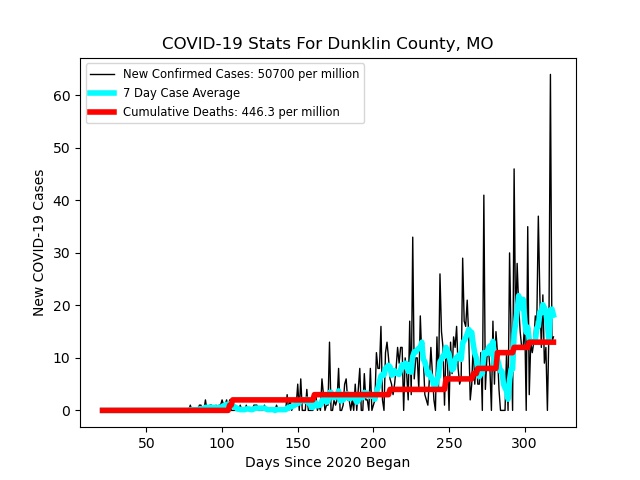 COVID-19 Stats For Dunklin County, MO
New Confirmed Cases: 50700 per million
7 Day Case Average
Cumulative Deaths: 446.3 per million
New COVID-19 Cases
60
50
40
30
20
10
0
50 100 150 200 250 300
Days Since 2020 Began